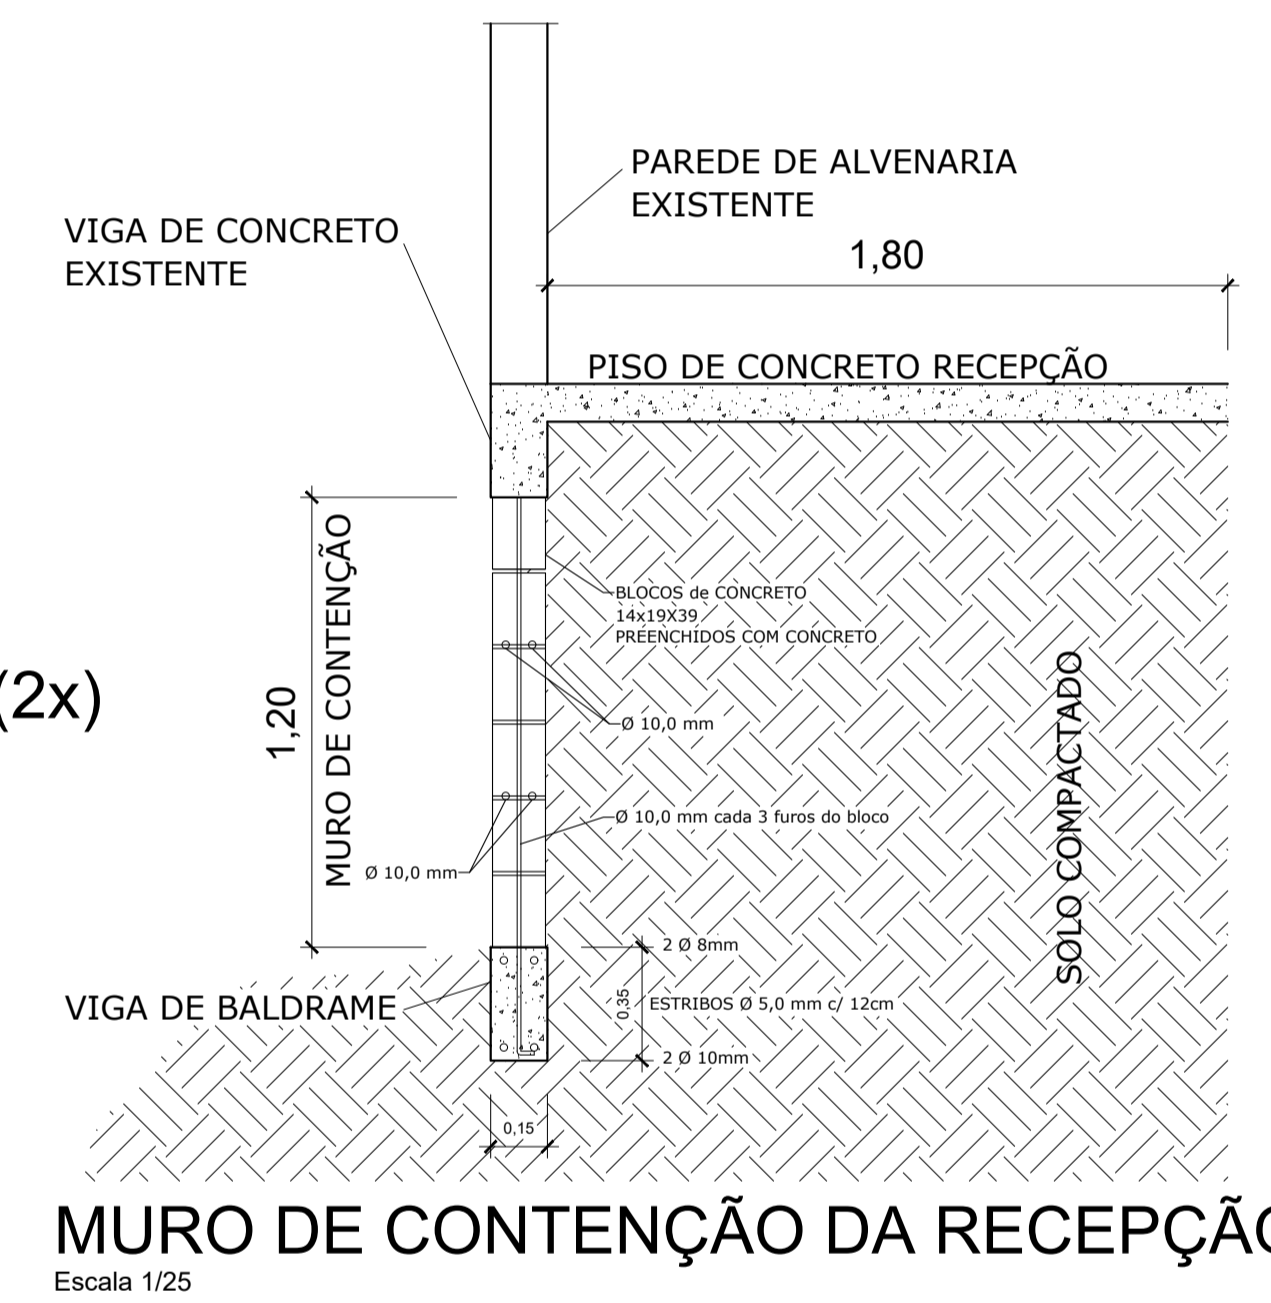 PAREDE DE ALVENARIA
EXISTENTE
VIGA DE CONCRETO
EXISTENTE
1,80
PISO DE CONCRETO RECEPÇÃO
MURO DE CONTENÇÃO
1,20
(2x)
BLOCOS de CONCRETO
14x19X39
PREENCHIDOS COM CONCRETO
Ø 10,0 mm
Ø 10,0 mm cada 3 furos do bloco
Ø 10,0 mm
SOLO COMPACTADO
2 Ø 8mm
VIGA DE BALDRAME
0,35
ESTRIBOS Ø 5,0 mm c/ 12cm
2 Ø 10mm
0,15
MURO DE CONTENÇÃO DA RECEPÇÃO
Escala 1/25